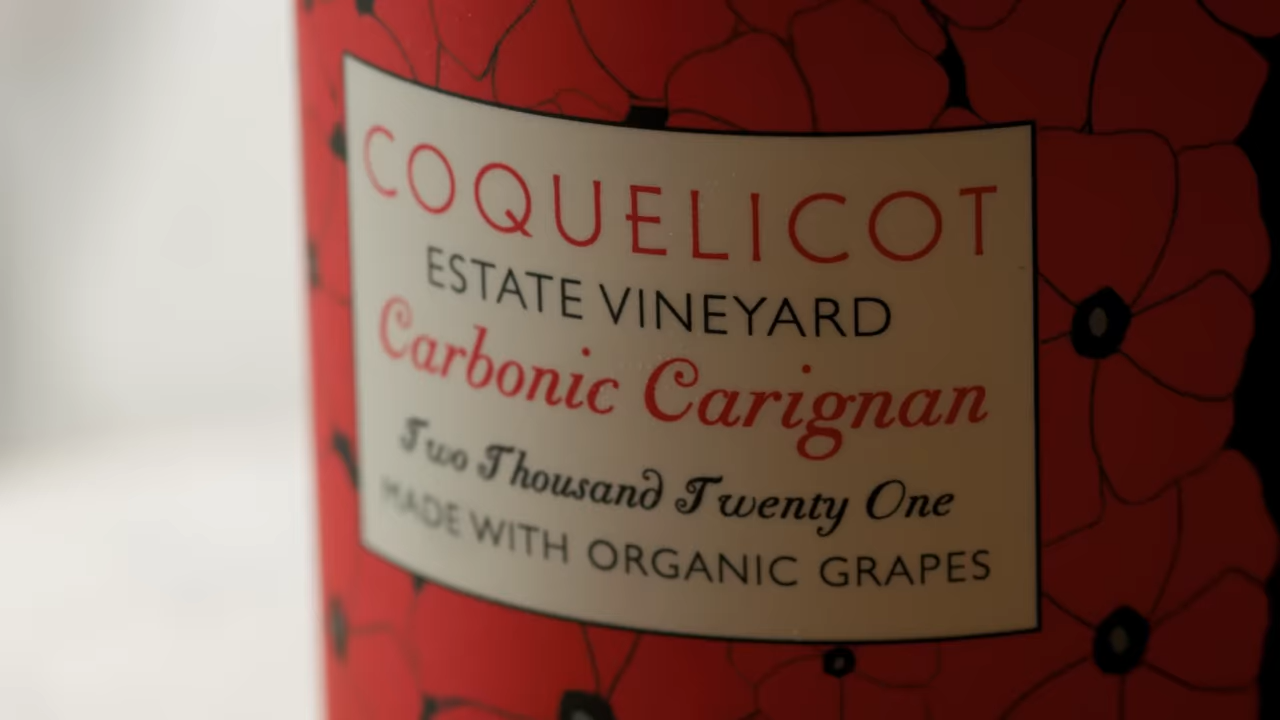 COQUELICOT
ESTATE VINEYARD
Carbonic Carignan
Two Thousand Twenty One
MADE WITH ORGANIC GRAPES